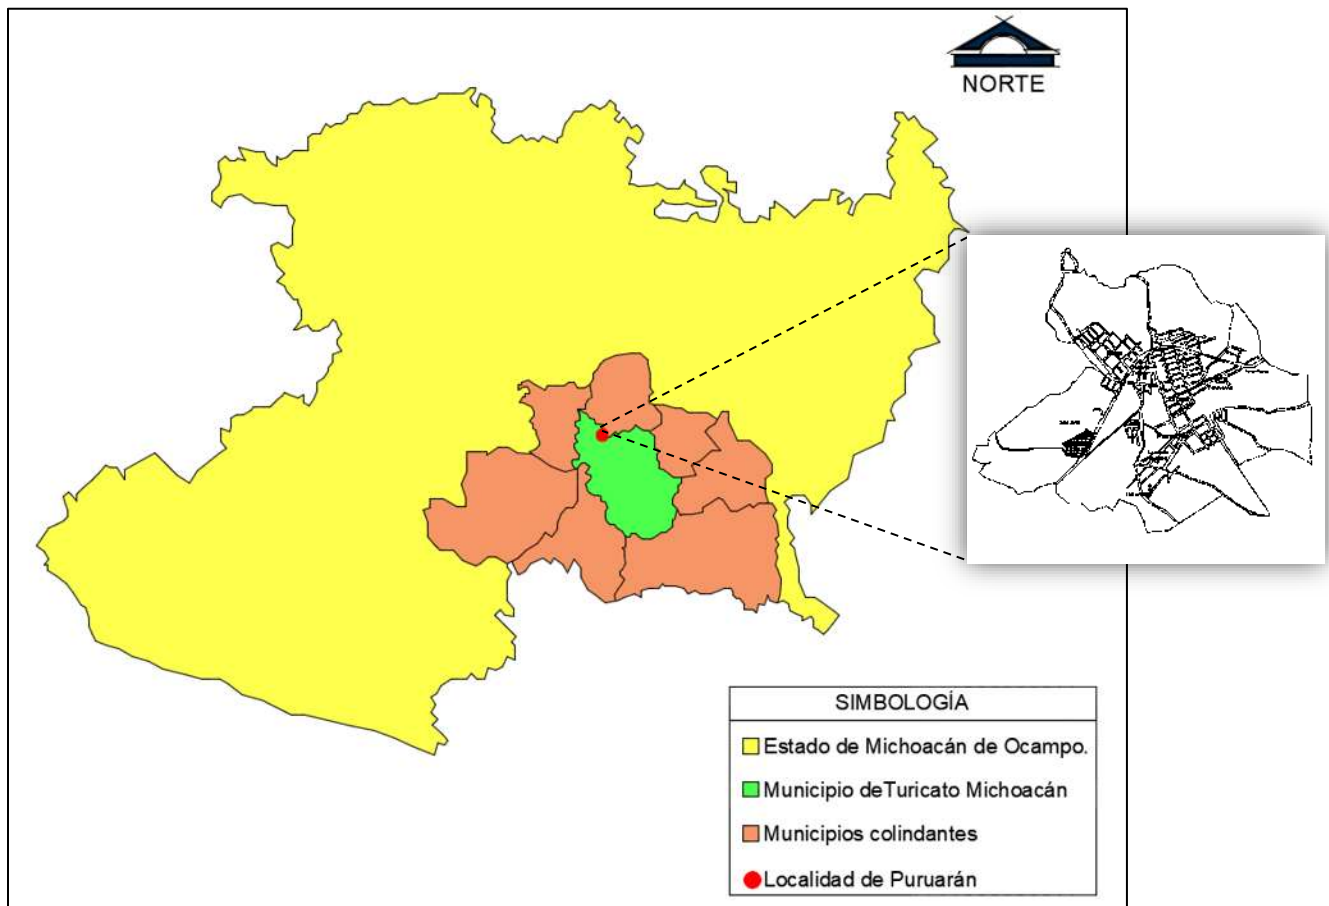 NORTE
SIMBOLOGÍA
Estado de Michoacán de Ocampo.
Municipio deTuricato Michoacán
Municipios colindantes
Localidad de Puruarán